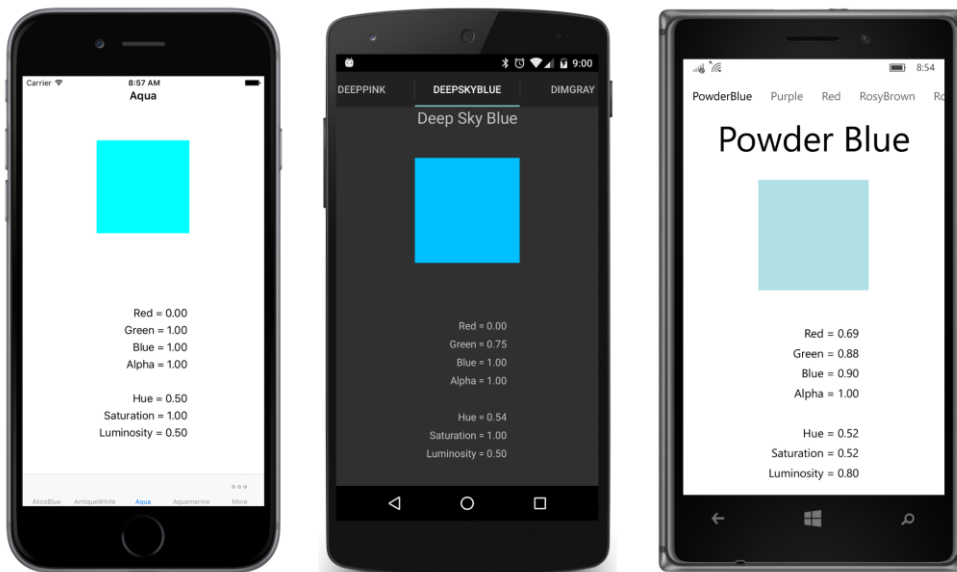 Carrier 8:57 AM
Aqua
Red = 0.00
Green = 1.00
Blue = 1.00
Alpha = 1.00
Hue = 0.50
Saturation = 1.00
Luminosity = 0.50
AliceBlue AntiqueWhite Aqua Aquamarine More
9:00
DEEPPINK DEEPSKYBLUE DIMGRAY
Deep Sky Blue
Red = 0.00
Green = 0.75
Blue = 1.00
Alpha = 1.00
Hue = 0.54
Saturation = 1.00
Luminosity = 0.50
8:54
PowderBlue Purple Red RosyBrown Ro
Powder Blue
Red = 0.69
Green = 0.88
Blue = 0.90
Alpha = 1.00
Hue = 0.52
Saturation = 0.52
Luminosity = 0.80